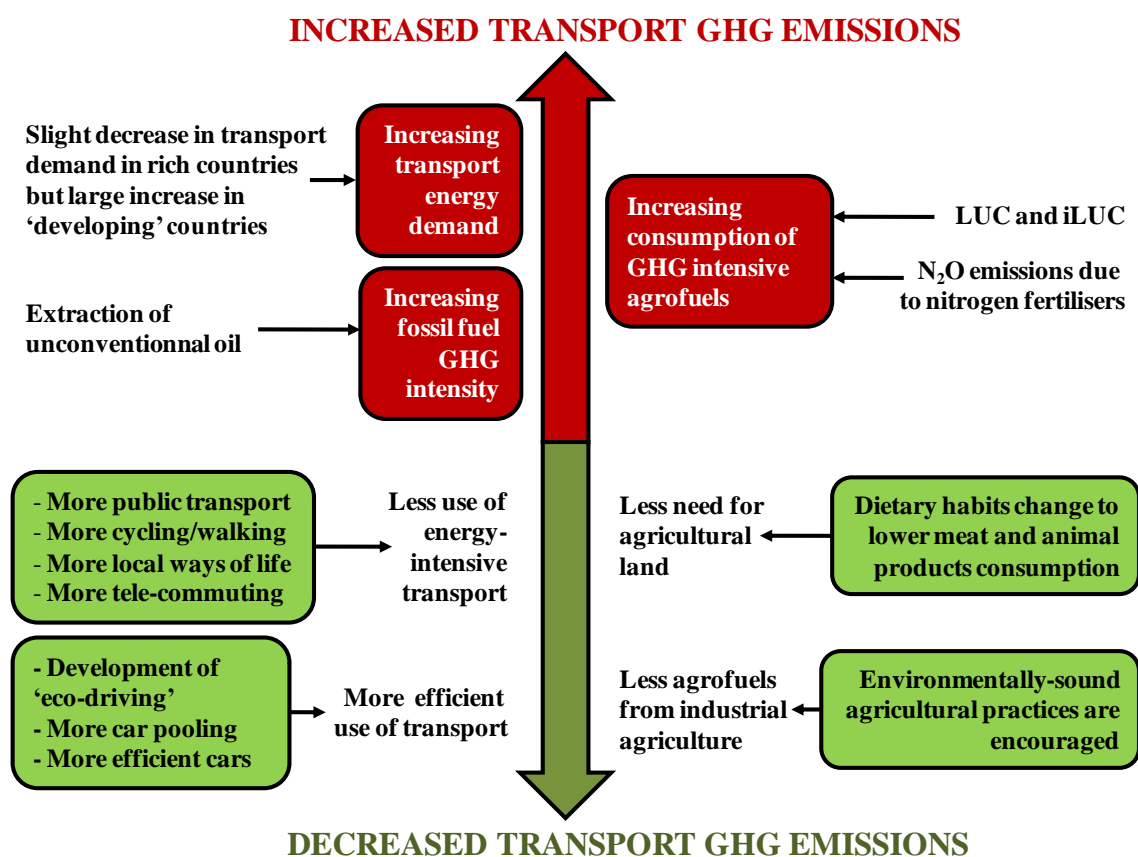 INCREASED TRANSPORT GHG EMISSIONS
Slight decrease in transport
demand in rich countries
but large increase in
‘developing’ countries
Increasing
transport
energy
demand
Extraction of
unconventionnal oil
Increasing
fossil fuel
GHG
intensity
Increasing
consumption of
GHG intensive
agrofuels
LUC and iLUC
N₂O emissions due
to nitrogen fertilisers
- More public transport
- More cycling/walking
- More local ways of life
- More tele-commuting
Less use of
energy-
intensive
transport
- Development of
‘eco-driving’
- More car pooling
- More efficient cars
More efficient
use of transport
Less need for
agricultural
land
Dietary habits change to
lower meat and animal
products consumption
Less agrofuels
from industrial
agriculture
Environmentally-sound
agricultural practices are
encouraged
DECREASED TRANSPORT GHG EMISSIONS